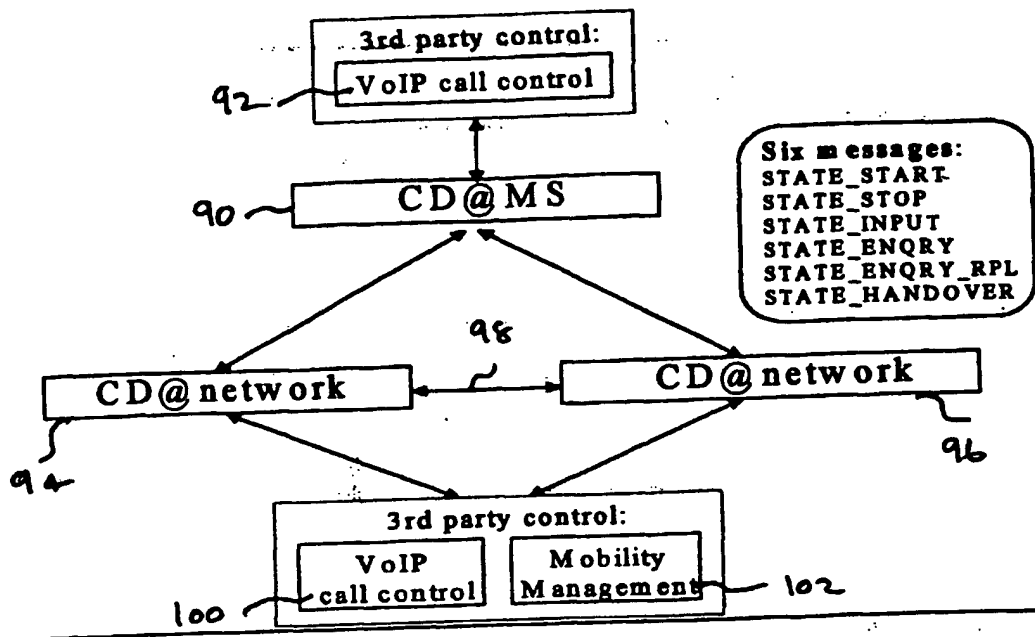 3rd party control:
VoIP call control
92
CD@MS
90
Six messages:
STATE_START
STATE_STOP
STATE_INPUT
STATE_ENQRY
STATE_ENQRY_RPL
STATE_HANDOVER
98
CD@network
CD@network
94
96
3rd party control:
VoIP
call control
Mobility
Management
100
102